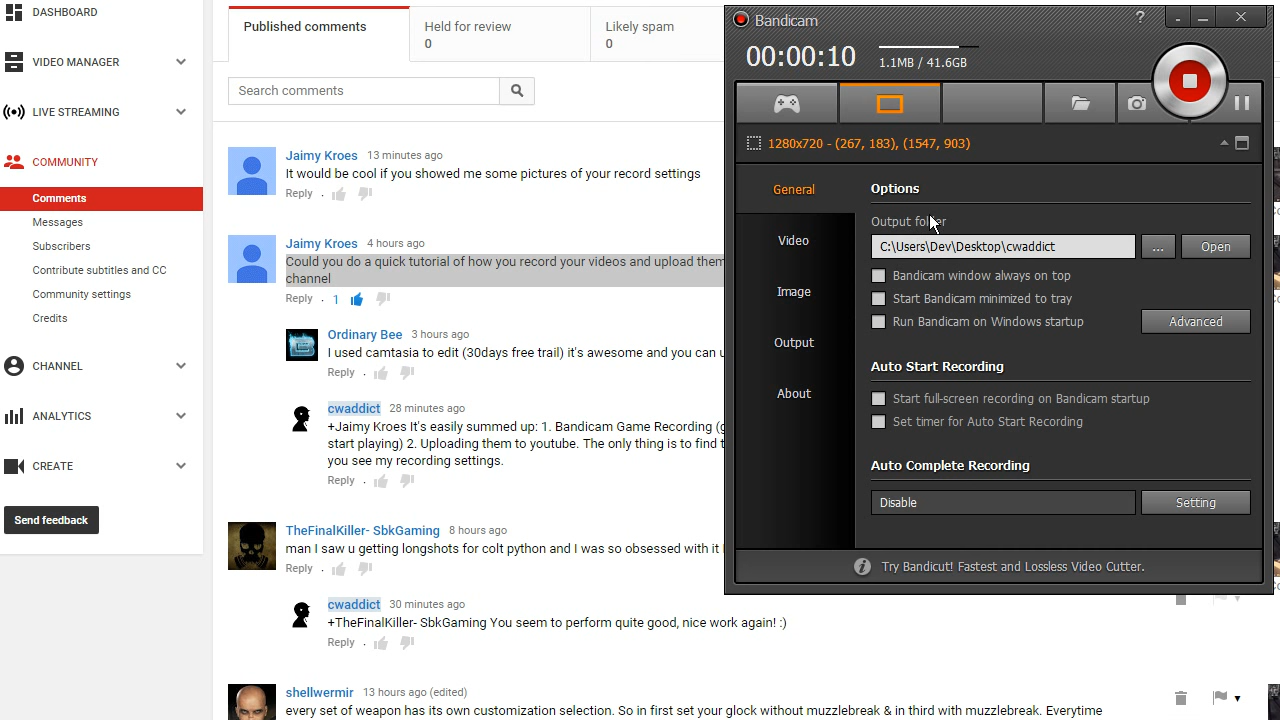 DASHBOARD
VIDEO MANAGER
LIVE STREAMING
COMMUNITY
Comments
Messages
Subscribers
Contribute subtitles and CC
Community settings
Credits
CHANNEL
ANALYTICS
CREATE
Send feedback
Published comments
Held for review
0
Likely spam
0
Search comments
Jaimy Kroes 13 minutes ago
It would be cool if you showed me some pictures of your record settings
Reply
Jaimy Kroes 4 hours ago
Could you do a quick tutorial of how you record your videos and upload them
channel
Reply · 1
Ordinary Bee 3 hours ago
I used camtasia to edit (30days free trail) it's awesome and you can u
Reply
cwaddict 28 minutes ago
+Jaimy Kroes It's easily summed up: 1. Bandicam Game Recording (g
start playing) 2. Uploading them to youtube. The only thing is to find t
you see my recording settings.
Reply ·
TheFinalKiller- SbkGaming 8 hours ago
man I saw u getting longshots for colt python and I was so obsessed with it I
Reply ·
cwaddict 30 minutes ago
+TheFinalKiller- SbkGaming You seem to perform quite good, nice work again! :)
Reply ·
shellwermir 13 hours ago (edited)
every set of weapon has its own customization selection. So in first set your glock without muzzlebreak & in third with muzzlebreak. Everytime
Bandicam
00:00:10
1.1MB / 41.6GB
1280x720 - (267, 183), (1547, 903)
General
Video
Image
Output
About
Options
Output folder
C:\Users\Dev\Desktop\cwaddict
...
Open
Bandicam window always on top
Start Bandicam minimized to tray
Run Bandicam on Windows startup
Advanced
Auto Start Recording
Start full-screen recording on Bandicam startup
Set timer for Auto Start Recording
Auto Complete Recording
Disable
Setting
Try Bandicut! Fastest and Lossless Video Cutter.